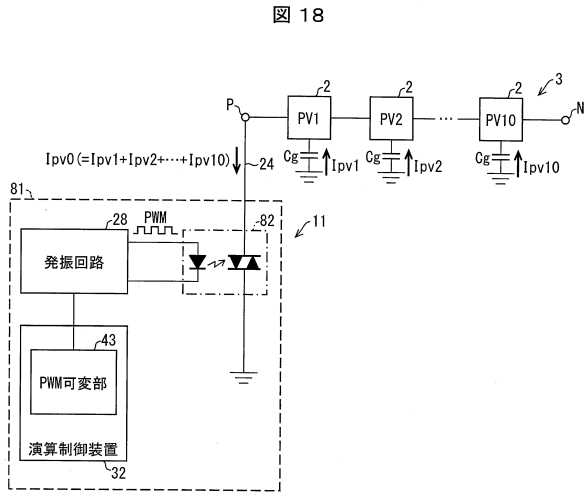 図 18
2 2 2 3
P PV1 PV2 … PV10 N
Cg Ipv1 Cg Ipv2 Cg Ipv10
Ipv0(=Ipv1+Ipv2+…+Ipv10) 24
81
28 PWM 82 11
発振回路
43
PWM可変部
演算制御装置
32